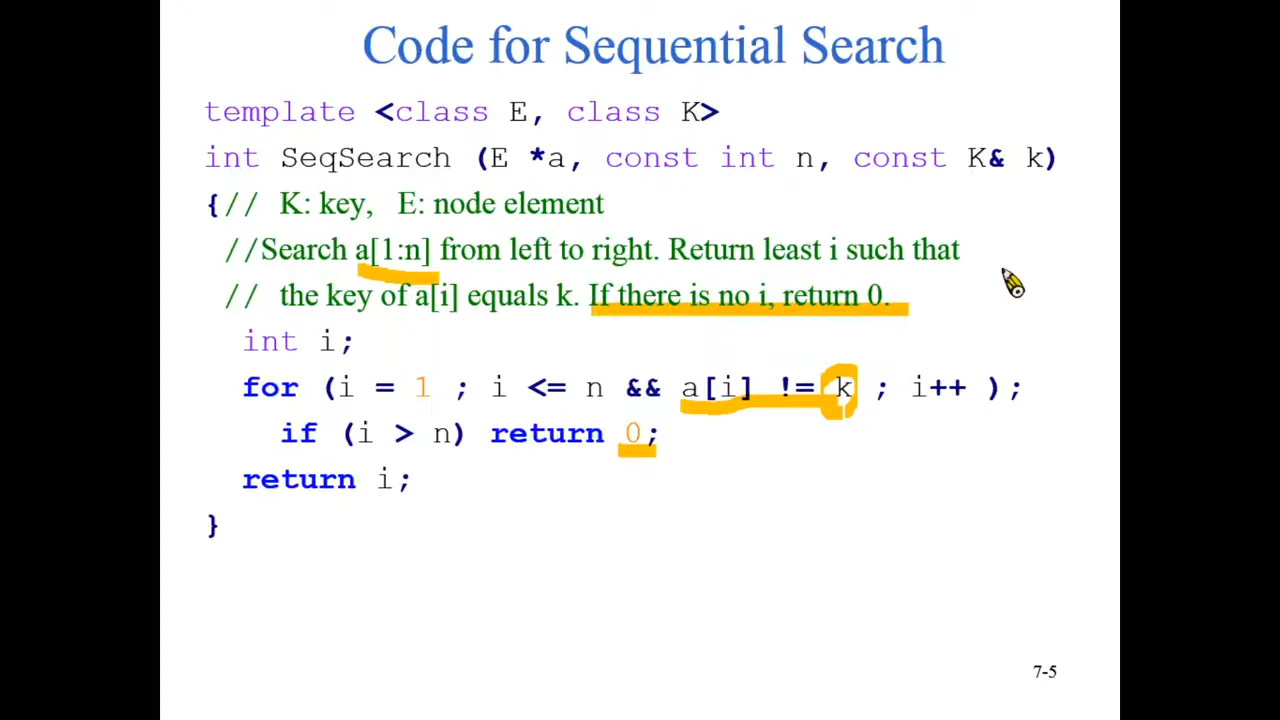 Code for Sequential Search
template <class E, class K>
int SeqSearch (E *a, const int n, const K& k)
{// K: key, E: node element
//Search a[1:n] from left to right. Return least i such that
// the key of a[i] equals k. If there is no i, return 0.
int i;
for (i = 1 ; i <= n && a[i] != k ; i++ );
if (i > n) return 0;
return i;
}
7-5